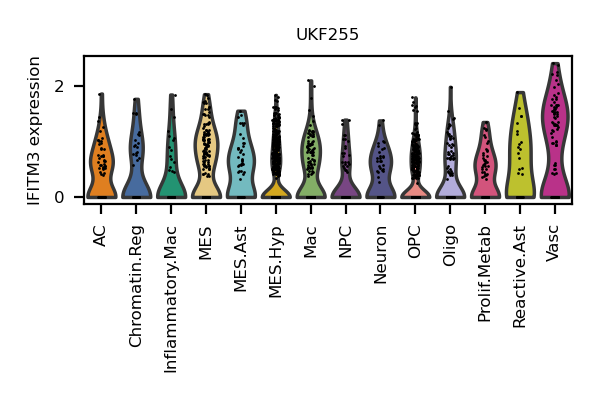 UKF255
IFITM3 expression
2
0
AC
Chromatin.Reg
Inflammatory.Mac
MES
MES.Ast
MES.Hyp
Mac
NPC
Neuron
OPC
Oligo
Prolif.Metab
Reactive.Ast
Vasc